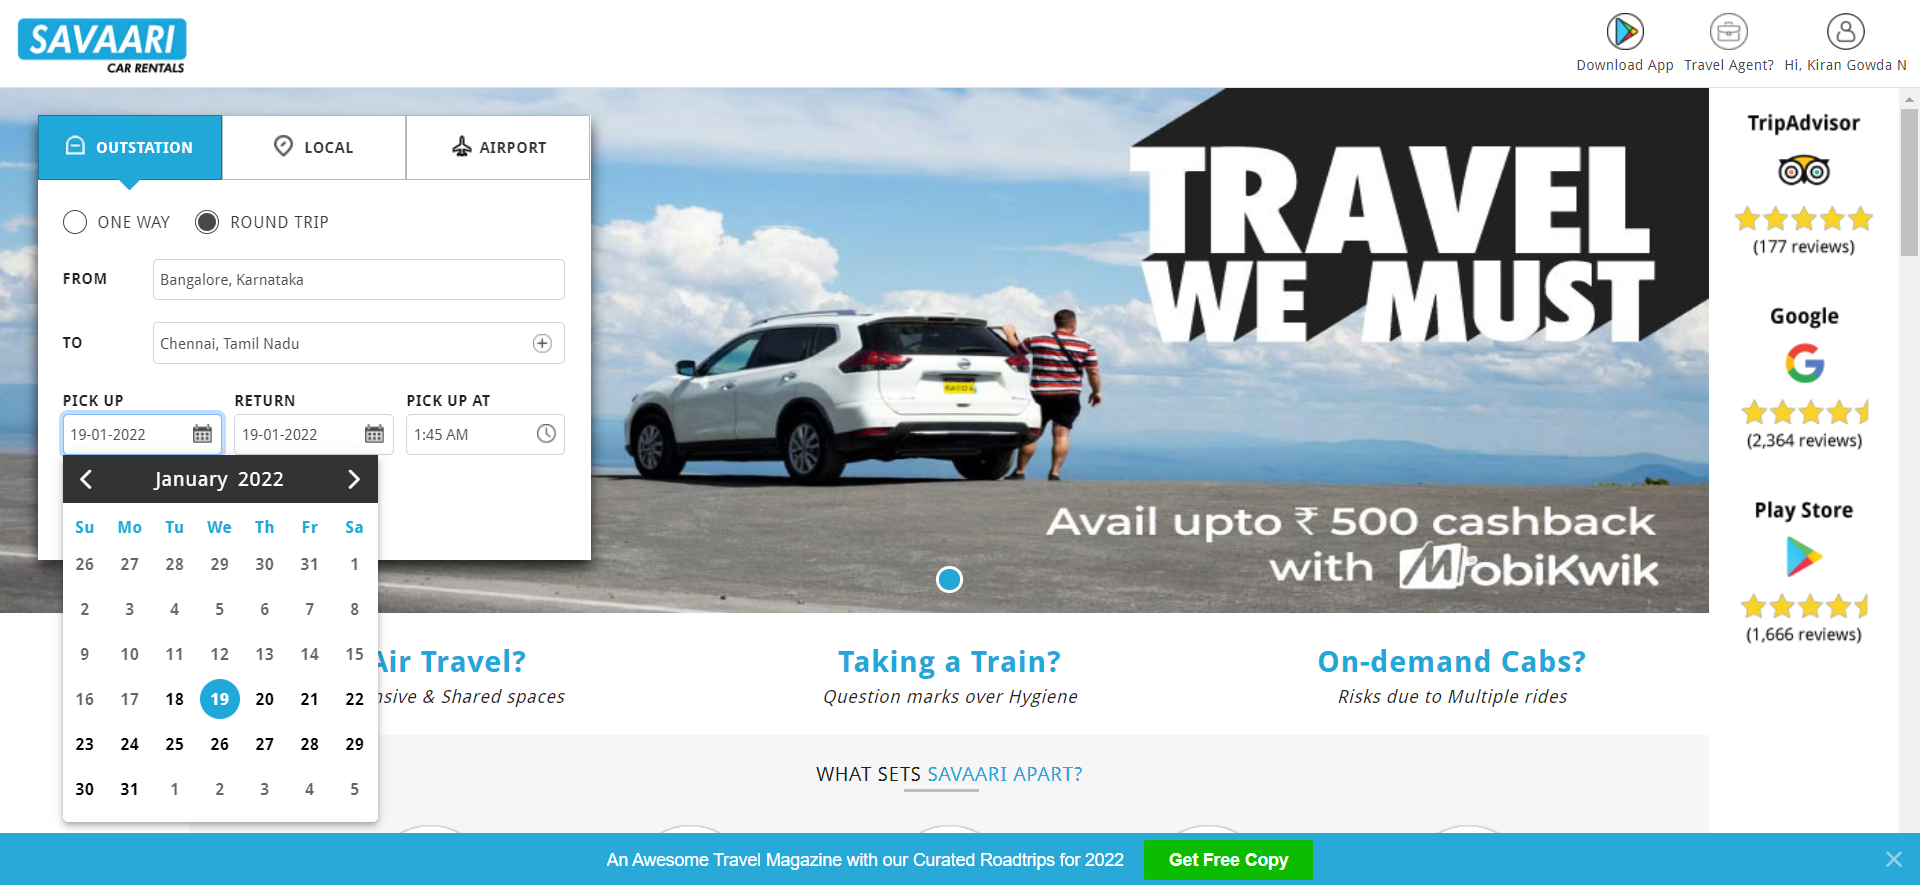 SAVAARI
CAR RENTALS
Download App
Travel Agent?
Hi, Kiran Gowda N
OUTSTATION
LOCAL
AIRPORT
ONE WAY
ROUND TRIP
FROM
Bangalore, Karnataka
TO
Chennai, Tamil Nadu
PICK UP
RETURN
PICK UP AT
19-01-2022
19-01-2022
1:45 AM
January 2022
Su Mo Tu We Th Fr Sa
26 27 28 29 30 31 1
2 3 4 5 6 7 8
9 10 11 12 13 14 15
16 17 18 19 20 21 22
23 24 25 26 27 28 29
30 31 1 2 3 4 5
TRAVEL
WE MUST
Avail upto ₹ 500 cashback
with MobiKwik
TripAdvisor
(177 reviews)
Google
(2,364 reviews)
Play Store
(1,666 reviews)
Air Travel?
nsive & Shared spaces
Taking a Train?
Question marks over Hygiene
On-demand Cabs?
Risks due to Multiple rides
WHAT SETS SAVAARI APART?
An Awesome Travel Magazine with our Curated Roadtrips for 2022
Get Free Copy